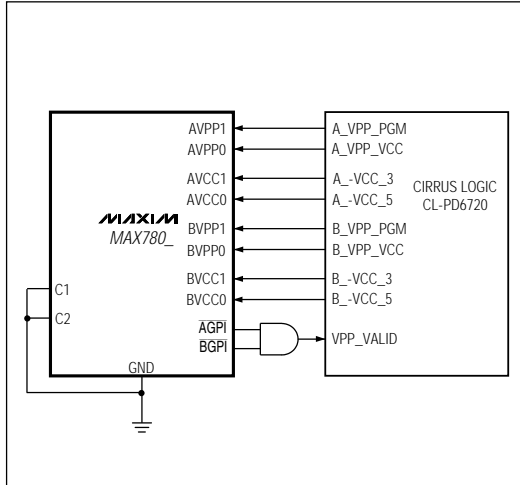 AVPP1 A_VPP_PGM
AVPP0 A_VPP_VCC
AVCC1 A_-VCC_3
AVCC0 A_-VCC_5
CIRRUS LOGIC
CL-PD6720
MAXIM
MAX780_
BVPP1 B_VPP_PGM
BVPP0 B_VPP_VCC
BVCC1 B_-VCC_3
BVCC0 B_-VCC_5
C1
C2
AGPI
BGPI
VPP_VALID
GND